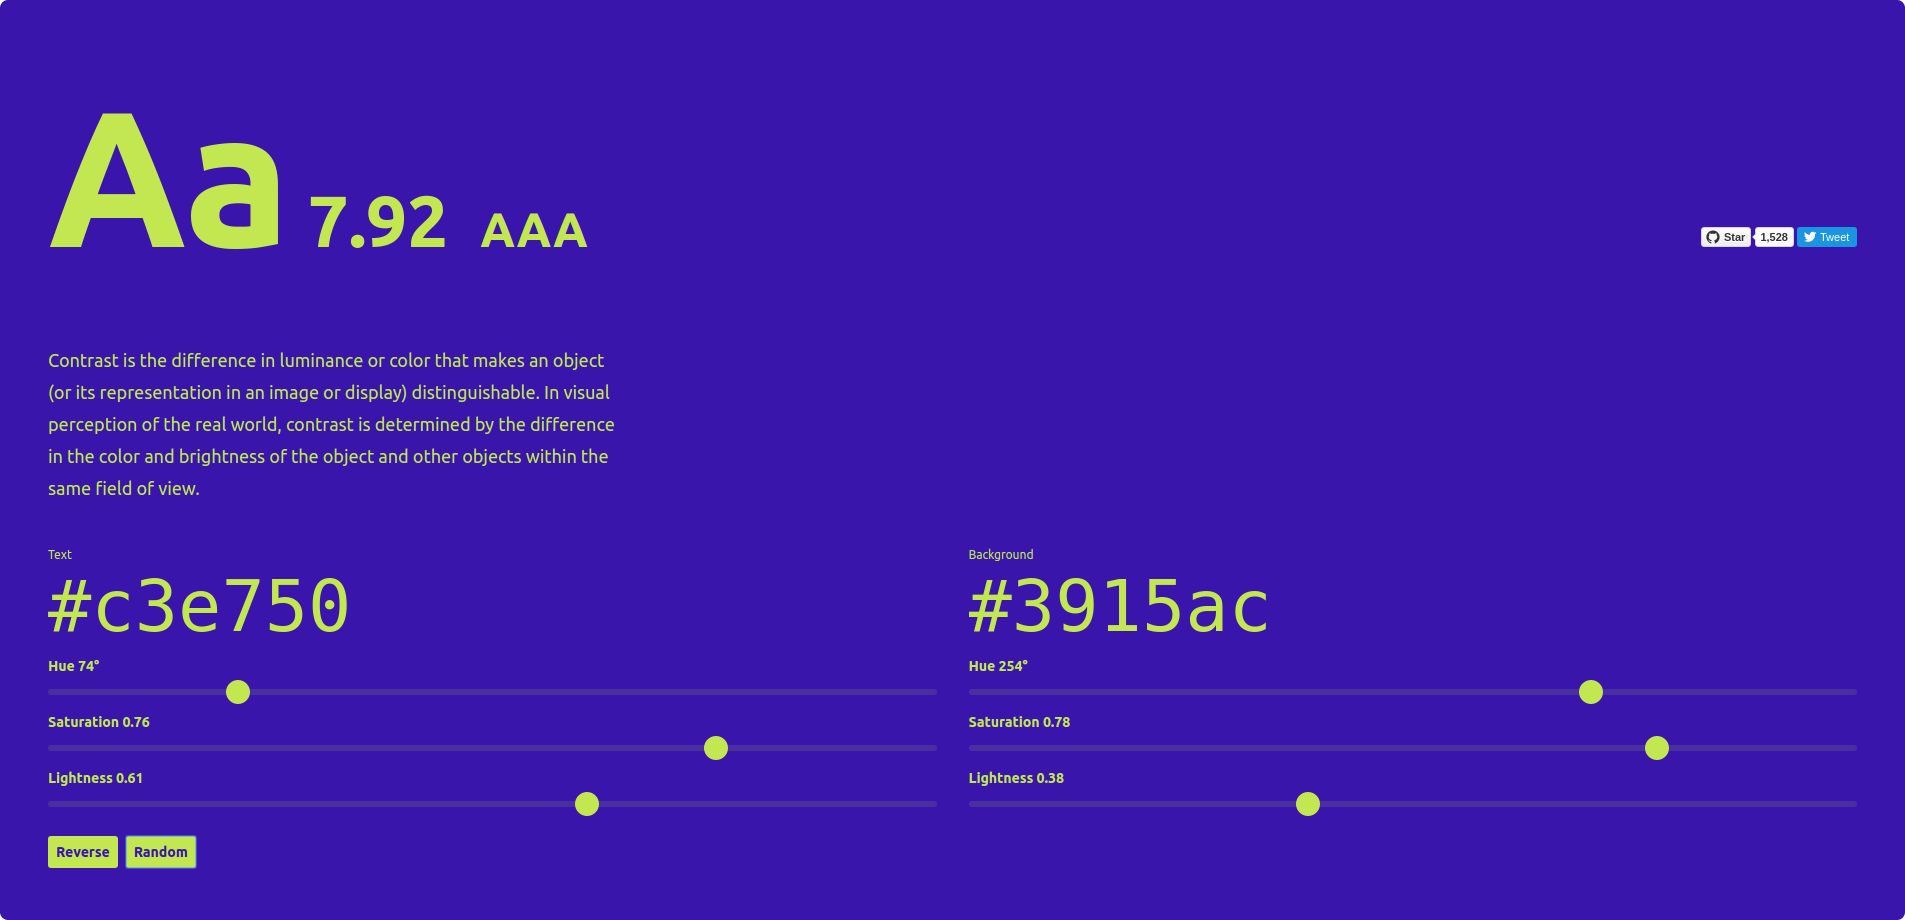 Aa 7.92 AAA
Star 1,528 Tweet
Contrast is the difference in luminance or color that makes an object
(or its representation in an image or display) distinguishable. In visual
perception of the real world, contrast is determined by the difference
in the color and brightness of the object and other objects within the
same field of view.
Text
#c3e750
Hue 74°
Saturation 0.76
Lightness 0.61
Background
#3915ac
Hue 254°
Saturation 0.78
Lightness 0.38
Reverse Random